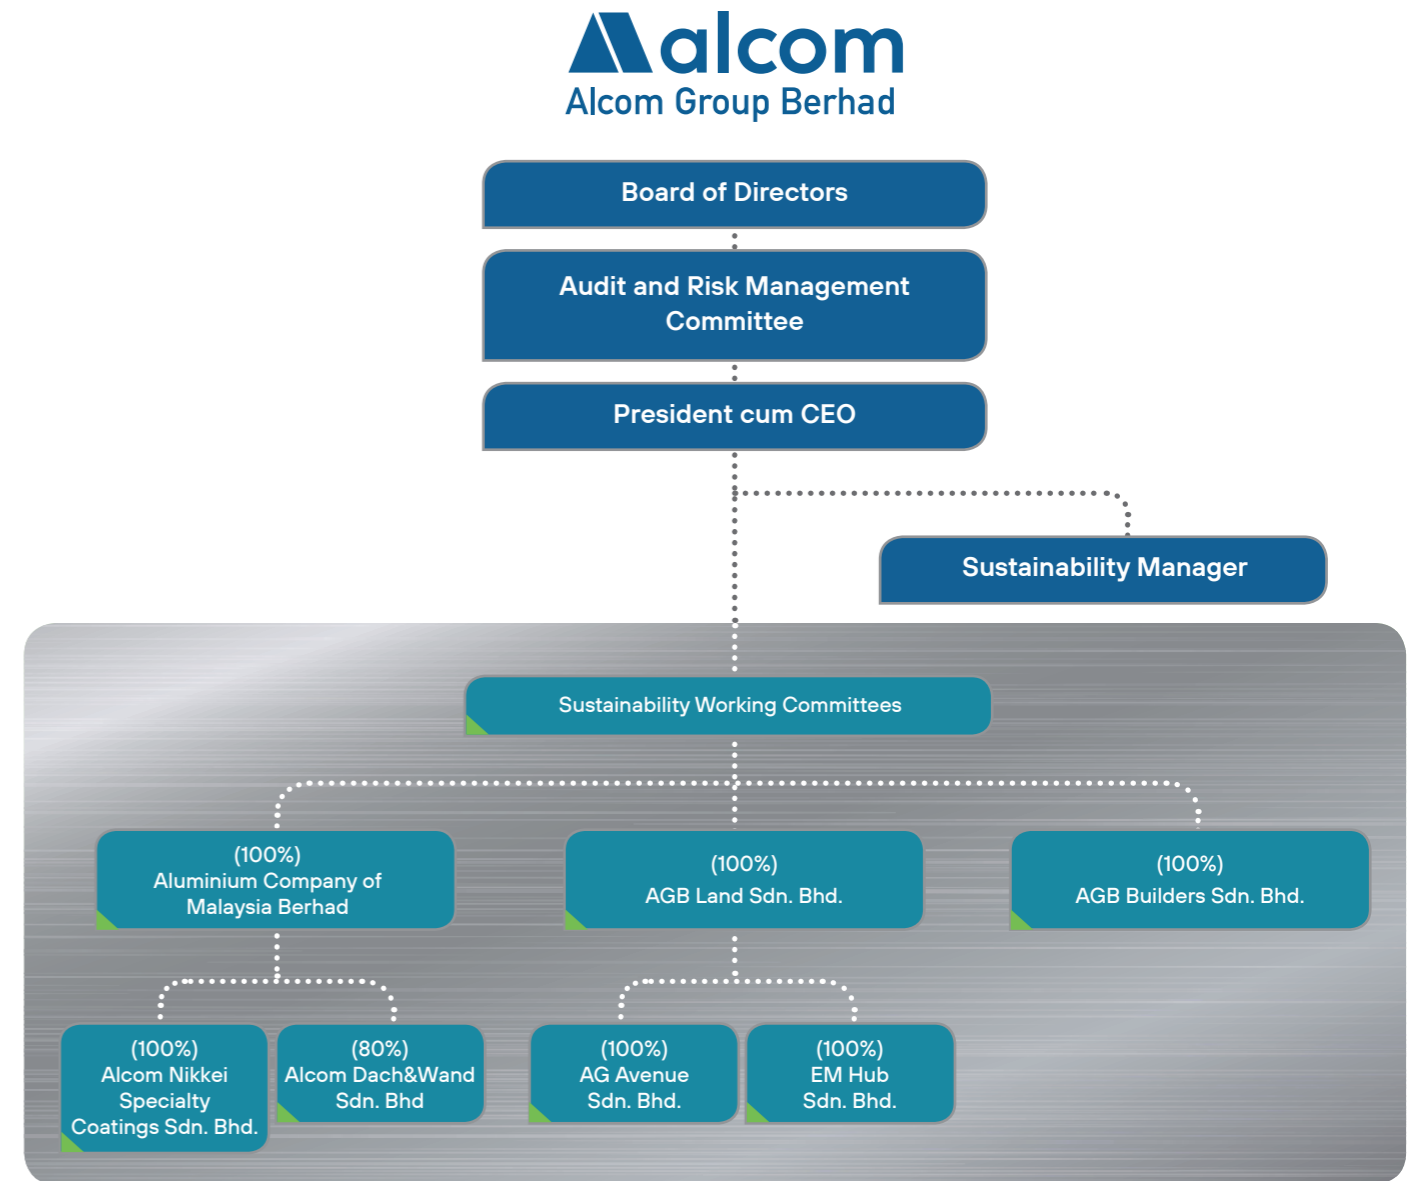 alcom
Alcom Group Berhad
Board of Directors
Audit and Risk Management
Committee
President cum CEO
Sustainability Manager
Sustainability Working Committees
(100%)
Aluminium Company of
Malaysia Berhad
(100%)
AGB Land Sdn. Bhd.
(100%)
AGB Builders Sdn. Bhd.
(100%)
Alcom Nikkei
Specialty
Coatings Sdn. Bhd.
(80%)
Alcom Dach&Wand
Sdn. Bhd
(100%)
AG Avenue
Sdn. Bhd.
(100%)
EM Hub
Sdn. Bhd.